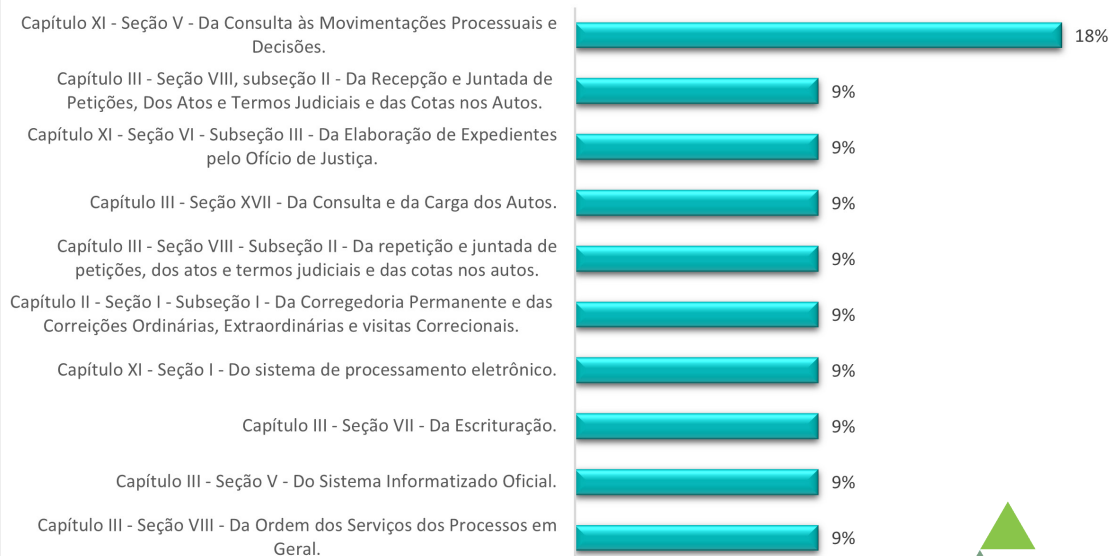 Capítulo XI - Seção V - Da Consulta às Movimentações Processuais e
Decisões.
18%
Capítulo III - Seção VIII, subseção II - Da Recepção e Juntada de
Petições, Dos Atos e Termos Judiciais e das Cotas nos Autos.
9%
Capítulo XI - Seção VI - Subseção III - Da Elaboração de Expedientes
pelo Ofício de Justiça.
9%
Capítulo III - Seção XVII - Da Consulta e da Carga dos Autos.
9%
Capítulo III - Seção VIII - Subseção II - Da repetição e juntada de
petições, dos atos e termos judiciais e das cotas nos autos.
9%
Capítulo II - Seção I - Subseção I - Da Corregedoria Permanente e das
Correições Ordinárias, Extraordinárias e visitas Correcionais.
9%
Capítulo XI - Seção I - Do sistema de processamento eletrônico.
9%
Capítulo III - Seção VII - Da Escrituração.
9%
Capítulo III - Seção V - Do Sistema Informatizado Oficial.
9%
Capítulo III - Seção VIII - Da Ordem dos Serviços dos Processos em
Geral.
9%